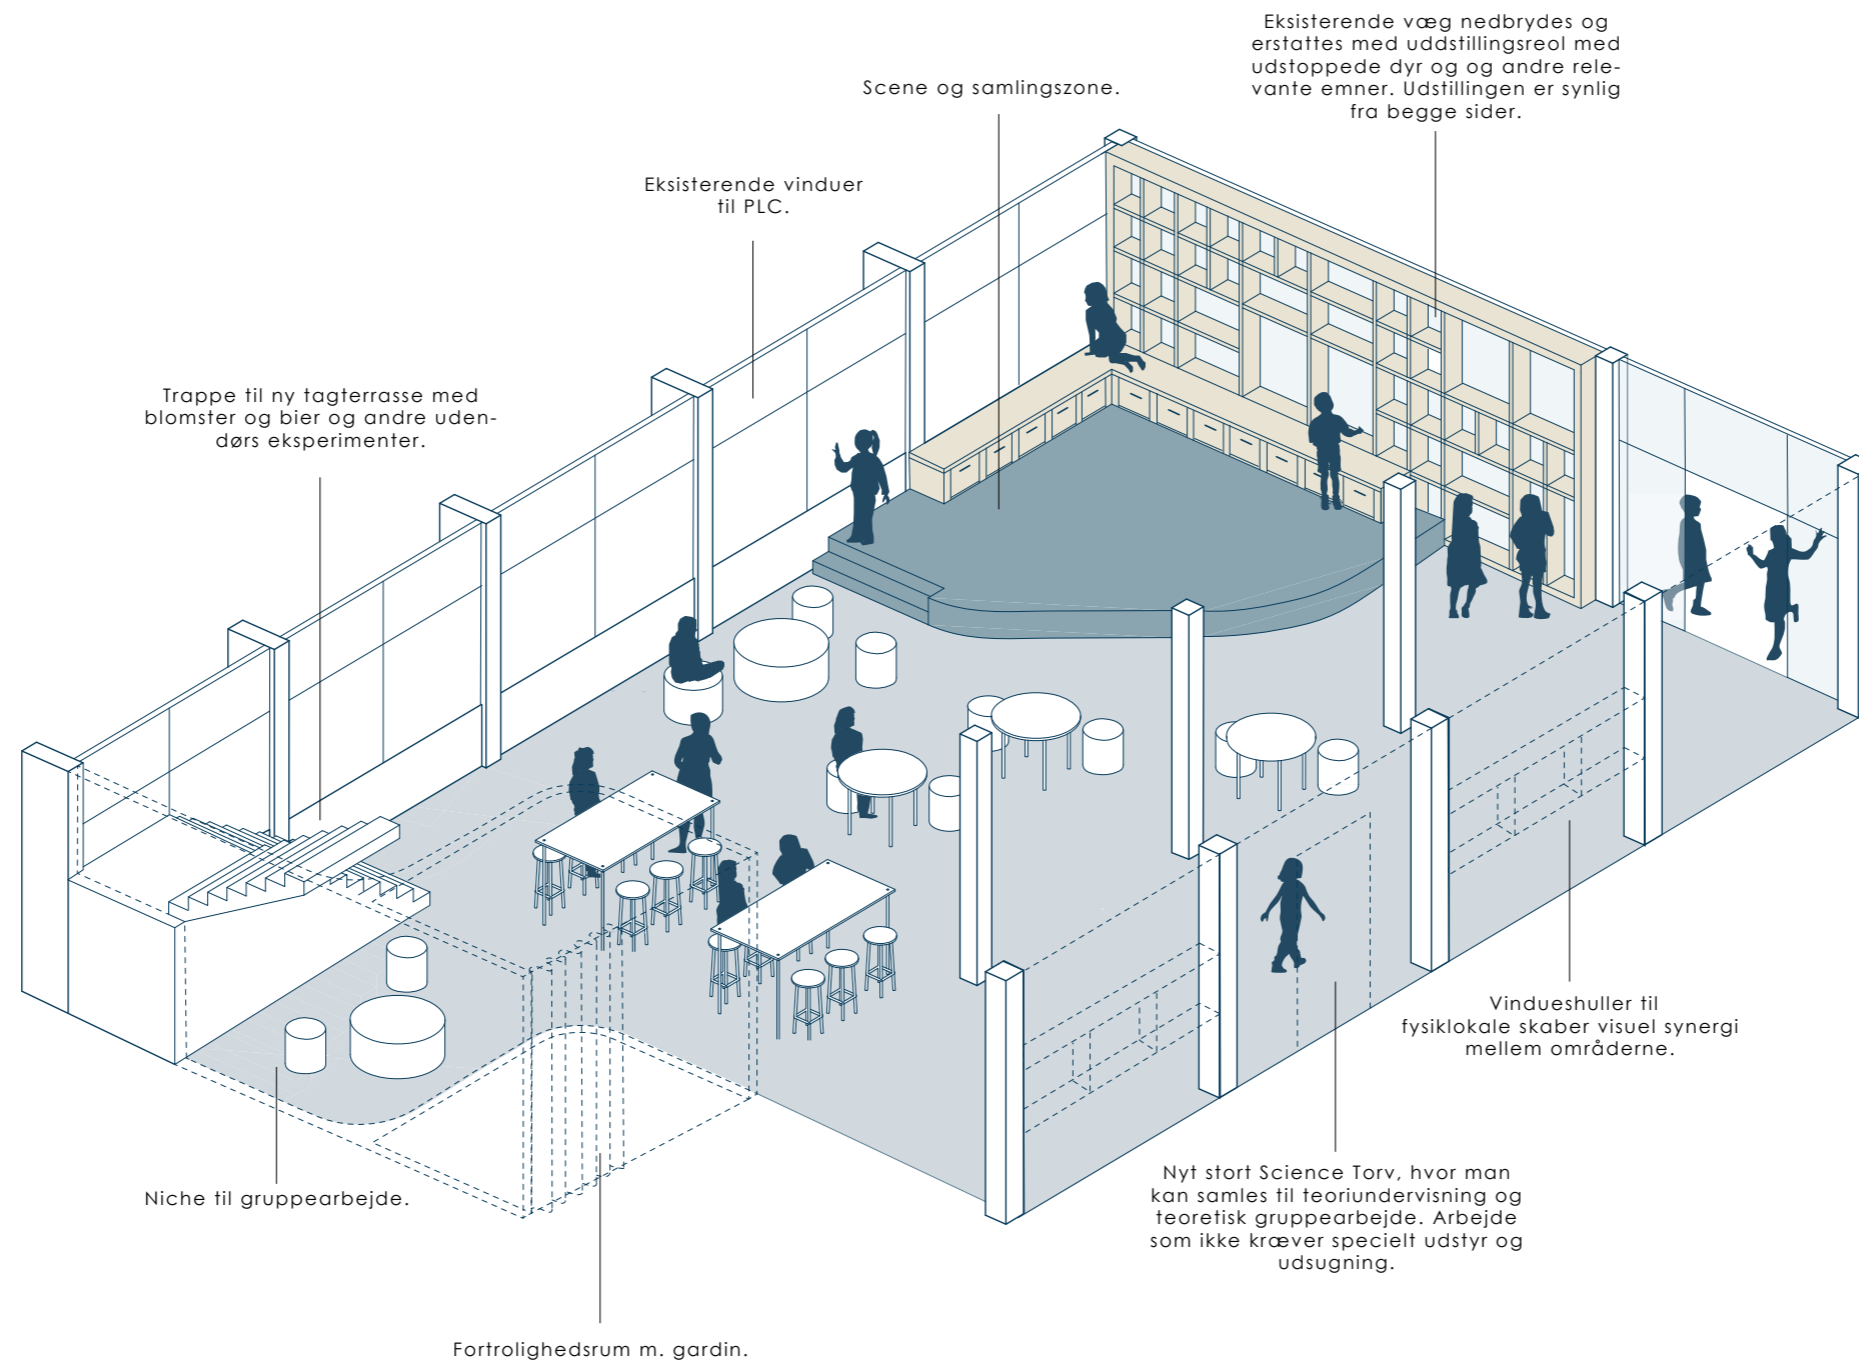 Eksisterende væg nedbrydes og
erstattes med uddstillingsreol med
udstoppede dyr og og andre rele-
vante emner. Udstillingen er synlig
fra begge sider.
Scene og samlingszone.
Eksisterende vinduer
til PLC.
Trappe til ny tagterrasse med
blomster og bier og andre uden-
dørs eksperimenter.
Vindueshuller til
fysiklokale skaber visuel synergi
mellem områderne.
Nyt stort Science Torv, hvor man
kan samles til teoriundervisning og
teoretisk gruppearbejde. Arbejde
som ikke kræver specielt udstyr og
udsugning.
Niche til gruppearbejde.
Fortrolighedsrum m. gardin.